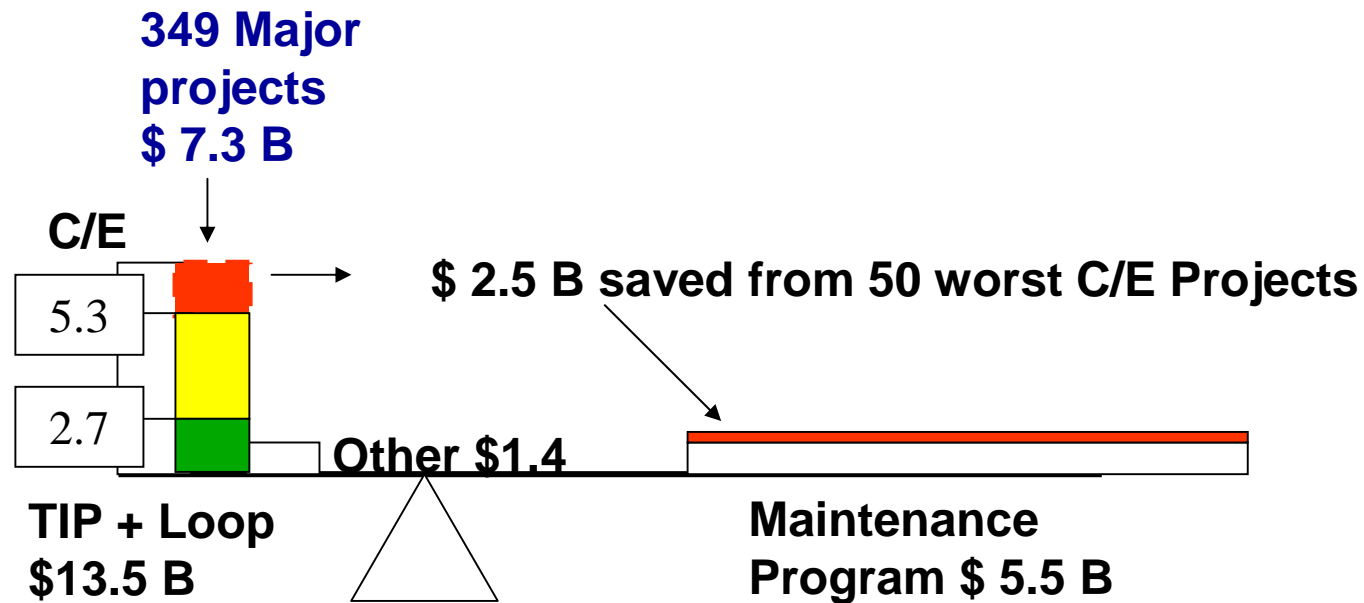 349 Major
projects
$ 7.3 B
C/E
$ 2.5 B saved from 50 worst C/E Projects
5.3
2.7
Other $1.4
TIP + Loop
$13.5 B
Maintenance
Program $ 5.5 B